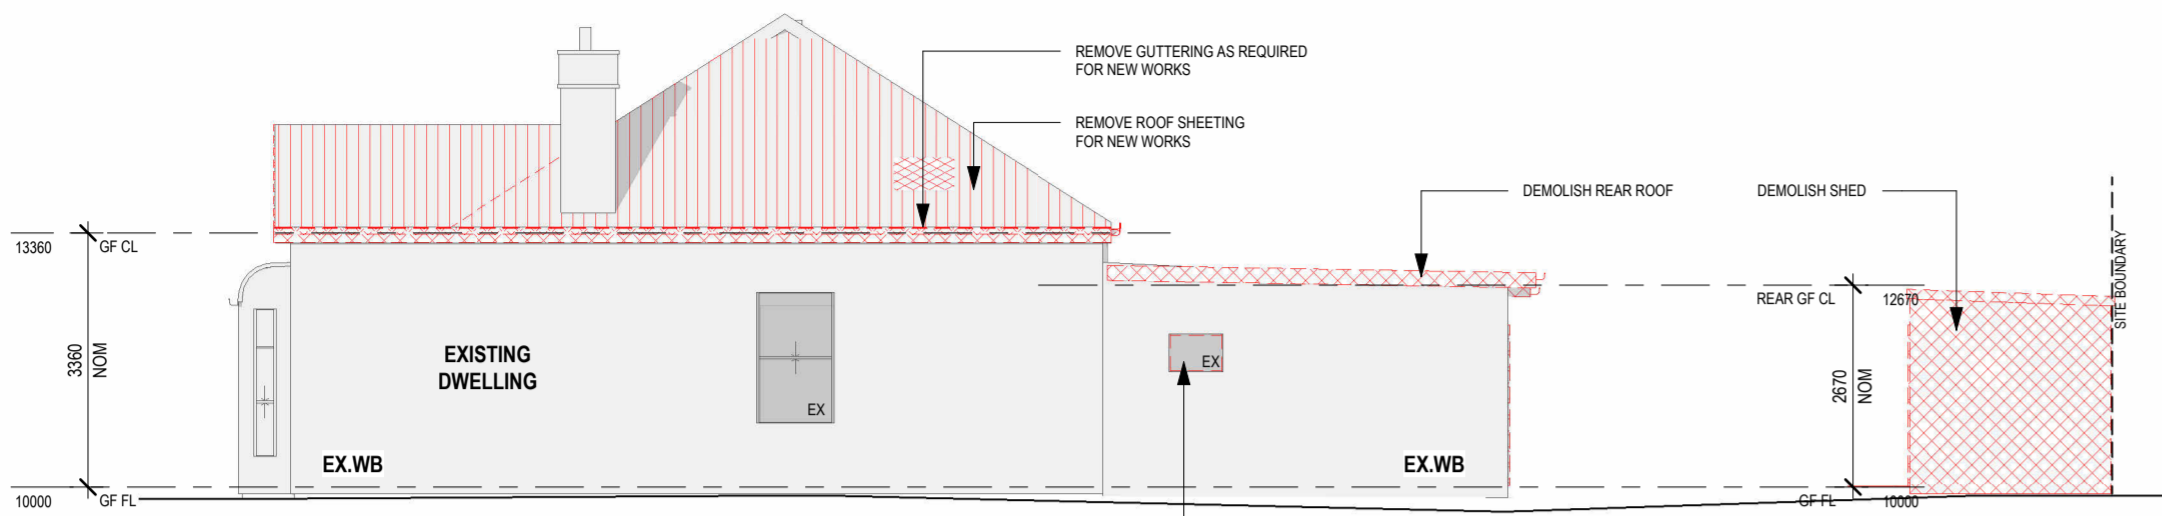 REMOVE GUTTERING AS REQUIRED
FOR NEW WORKS
REMOVE ROOF SHEETING
FOR NEW WORKS
DEMOLISH REAR ROOF
DEMOLISH SHED
SITE BOUNDARY
13360
GF CL
REAR GF CL
12670
3360
NOM
EXISTING
DWELLING
EX
EX
2670
NOM
EX.WB
EX.WB
10000
GF FL
GF FL
10000